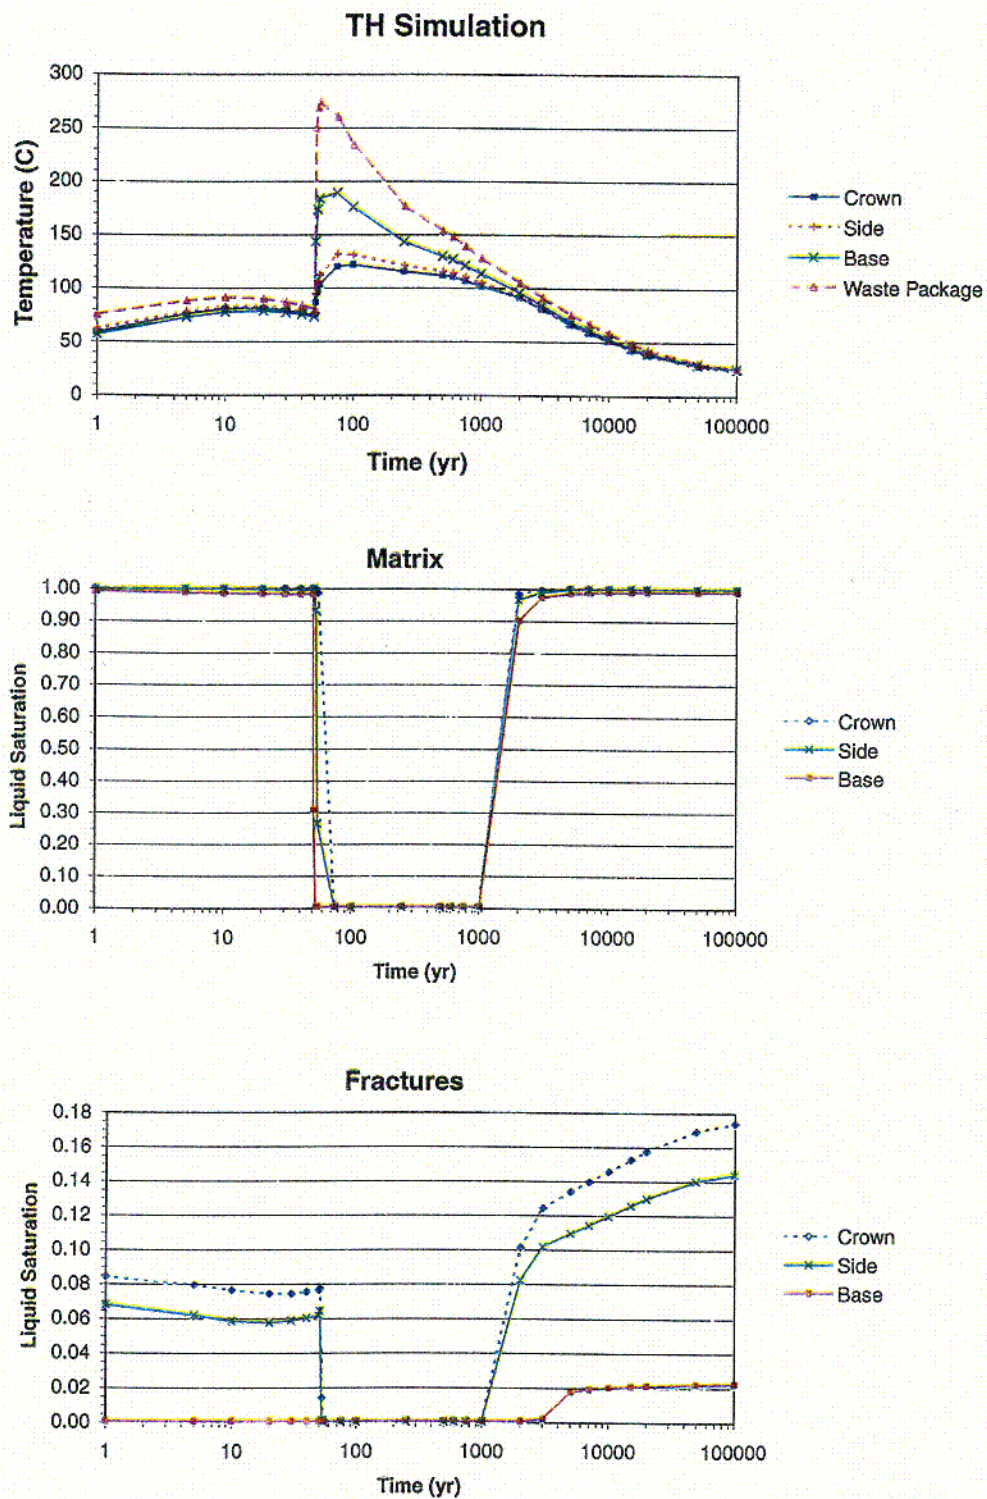 TH Simulation
300
250
200
150
100
50
0
Temperature (C)
1 10 100 1000 10000 100000
Time (yr)
Crown
Side
Base
Waste Package
Matrix
1.00
0.90
0.80
0.70
0.60
0.50
0.40
0.30
0.20
0.10
0.00
Liquid Saturation
1 10 100 1000 10000 100000
Time (yr)
Crown
Side
Base
Fractures
0.18
0.16
0.14
0.12
0.10
0.08
0.06
0.04
0.02
0.00
Liquid Saturation
1 10 100 1000 10000 100000
Time (yr)
Crown
Side
Base